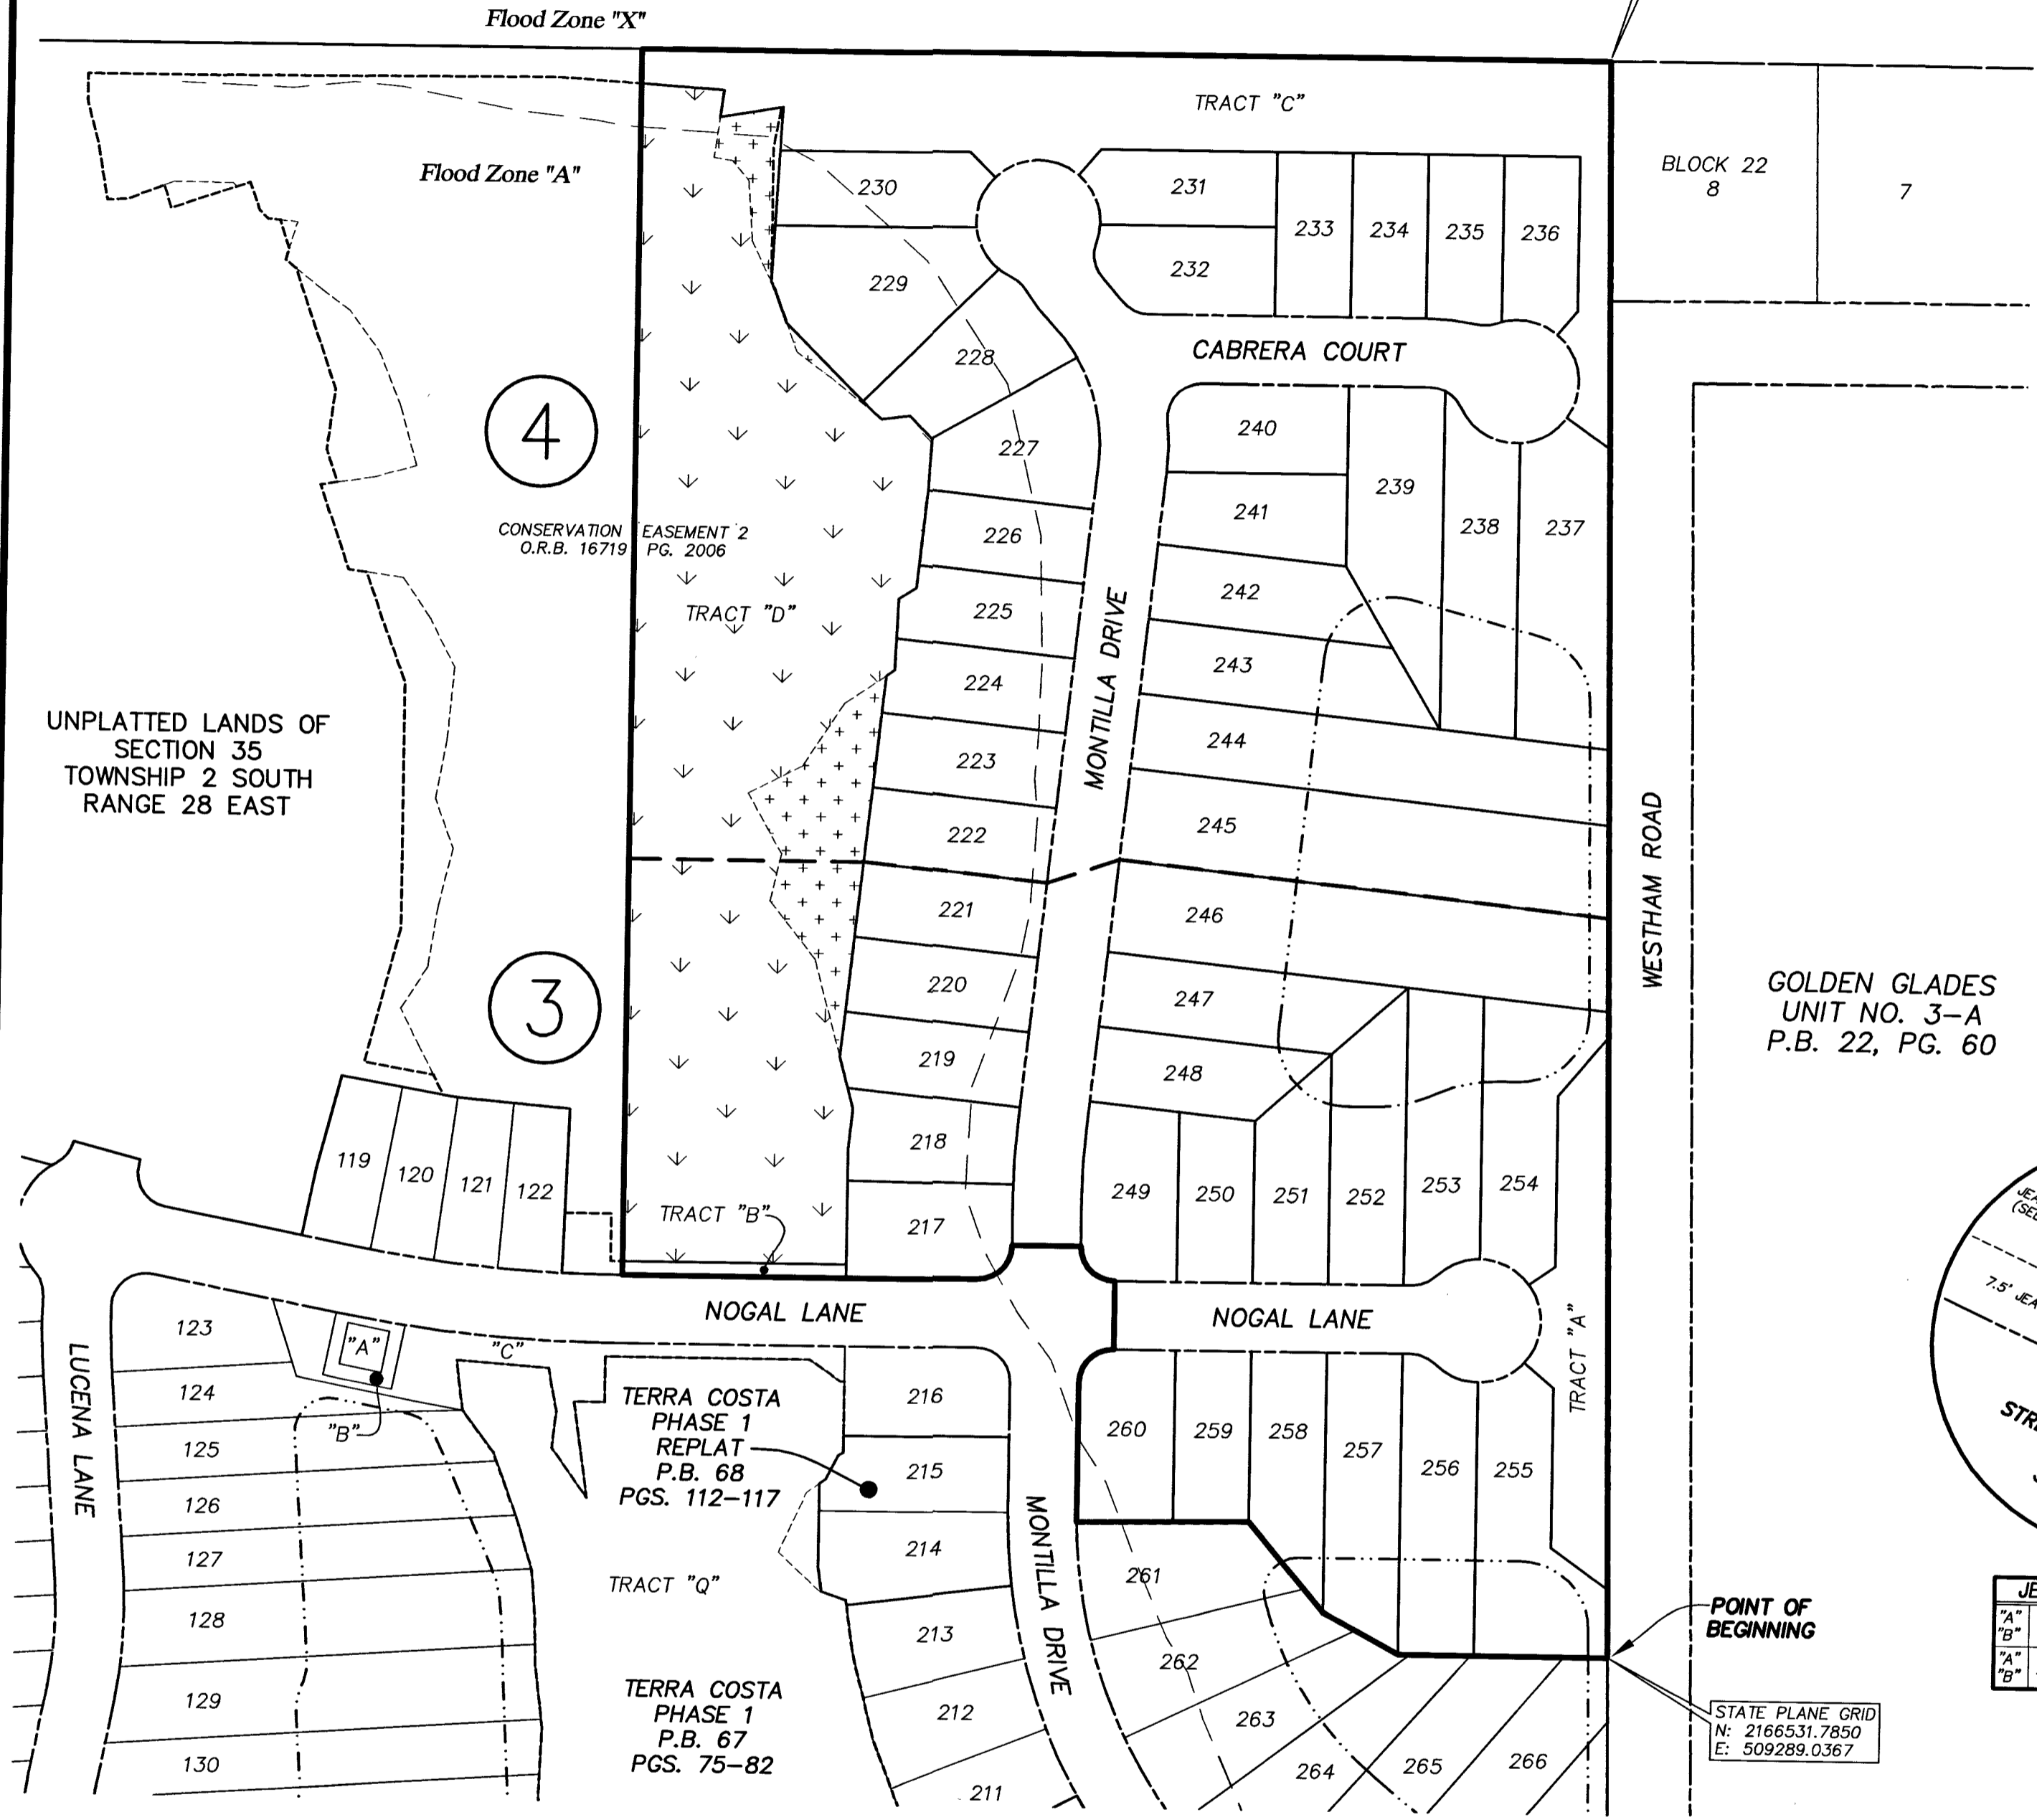 Flood Zone "X"
TRACT "C"
Flood Zone "A"
BLOCK 22
8
7
230
231
233
234
235
236
229
232
228
CABRERA COURT
4
227
240
239
241
238
237
CONSERVATION EASEMENT 2
O.R.B. 16719 PG. 2006
226
242
TRACT "D"
225
MONTILLA DRIVE
243
224
UNPLATTED LANDS OF
SECTION 35
TOWNSHIP 2 SOUTH
RANGE 28 EAST
244
223
245
222
WESTHAM ROAD
221
246
3
220
247
GOLDEN GLADES
UNIT NO. 3-A
P.B. 22, PG. 60
219
248
218
119
120
121
122
249
250
251
252
253
254
TRACT "B"
217
7.5'
NOGAL LANE
NOGAL LANE
123
"A"
"C"
TRACT "A"
LUCENA LANE
124
"B"
125
126
127
128
129
130
TERRA COSTA
PHASE 1
REPLAT
P.B. 68
PGS. 112-117
216
215
214
260
259
258
257
256
255
TRACT "Q"
MONTILLA DRIVE
261
213
262
POINT OF
BEGINNING
"A"
"B"
"A"
"B"
TERRA COSTA
PHASE 1
P.B. 67
PGS. 75-82
212
263
STATE PLANE GRID
N: 2166531.7850
E: 509289.0367
211
264
265
266